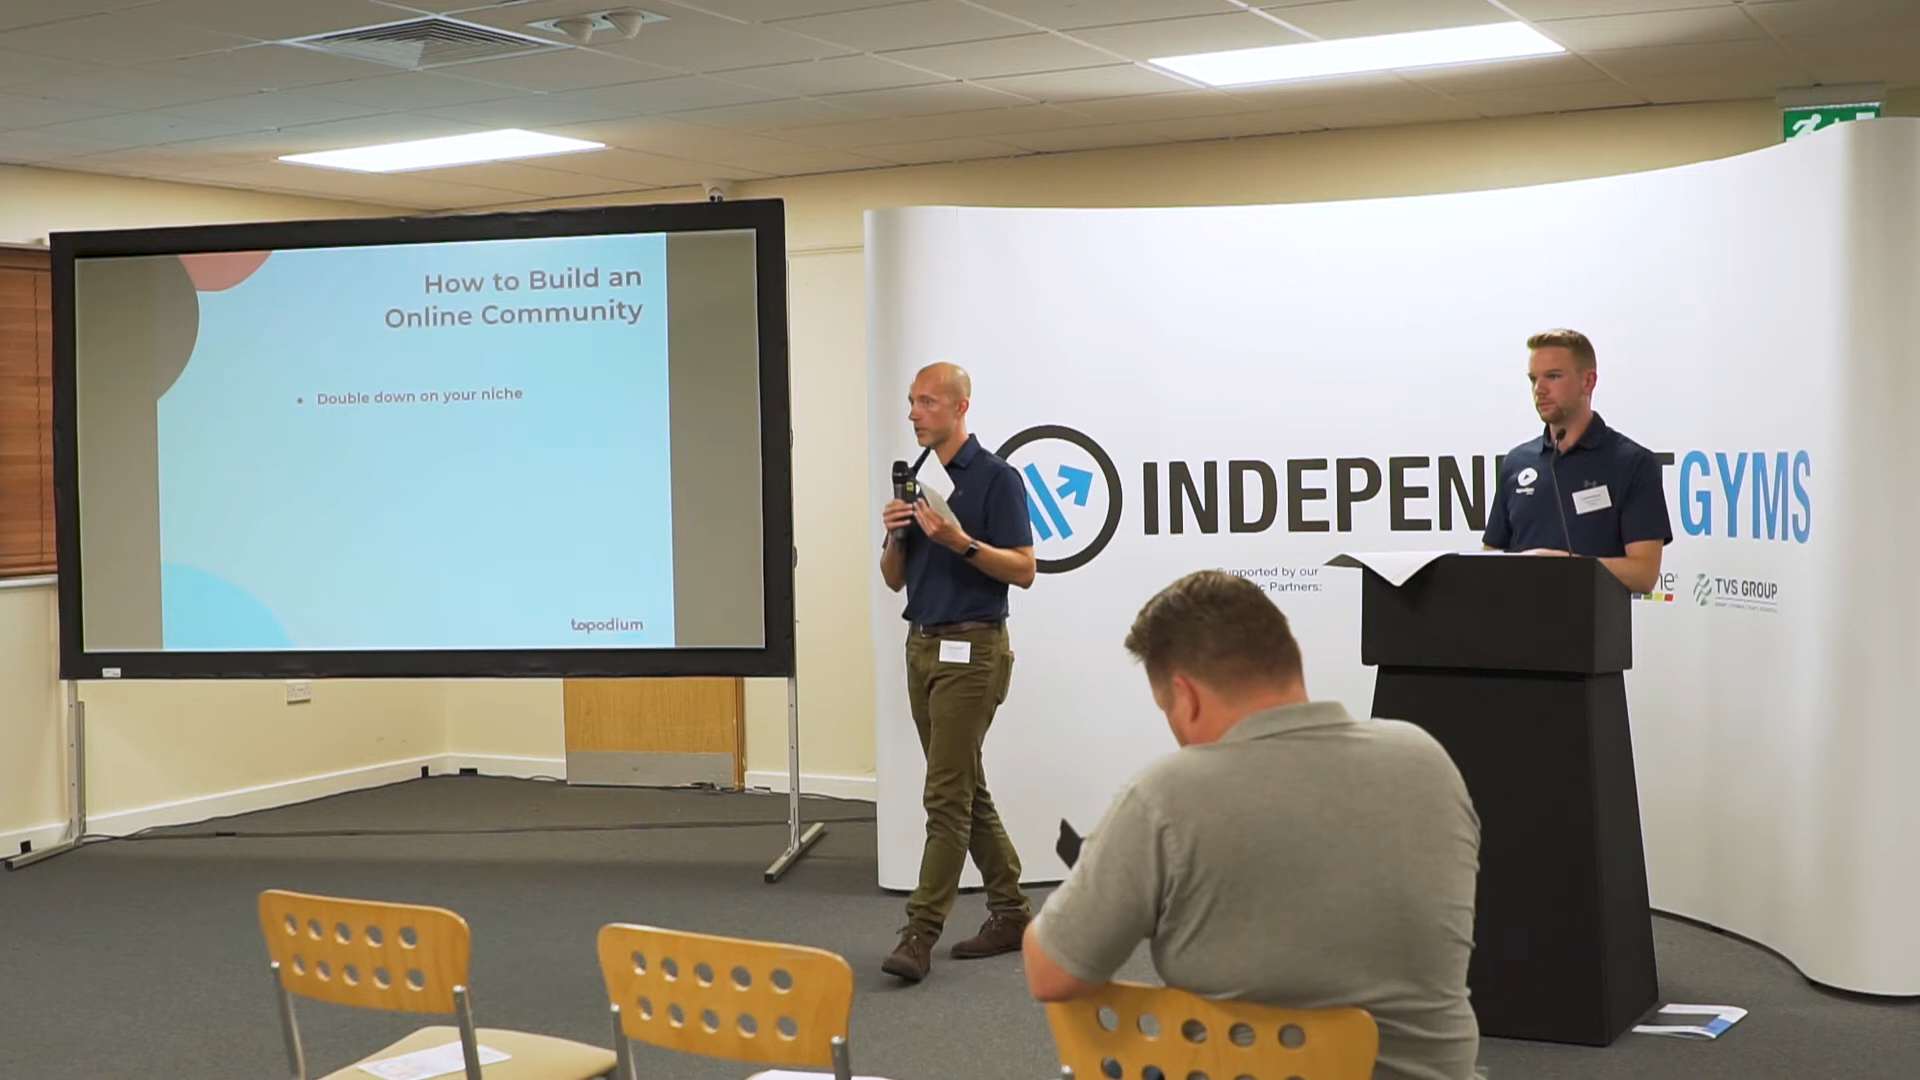 How to Build an
Online Community
• Double down on your niche
topodium
INDEPEN TGYMS
Supported by our
Partners:
TVS GROUP